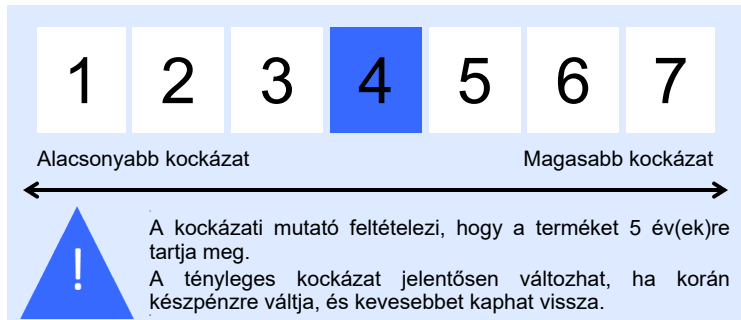 1 2 3 4 5 6 7
Alacsonyabb kockázat Magasabb kockázat
!
A kockázati mutató feltételezi, hogy a terméket 5 év(ek)re
tartja meg.
A tényleges kockázat jelentősen változhat, ha korán
készpénzre váltja, és kevesebbet kaphat vissza.